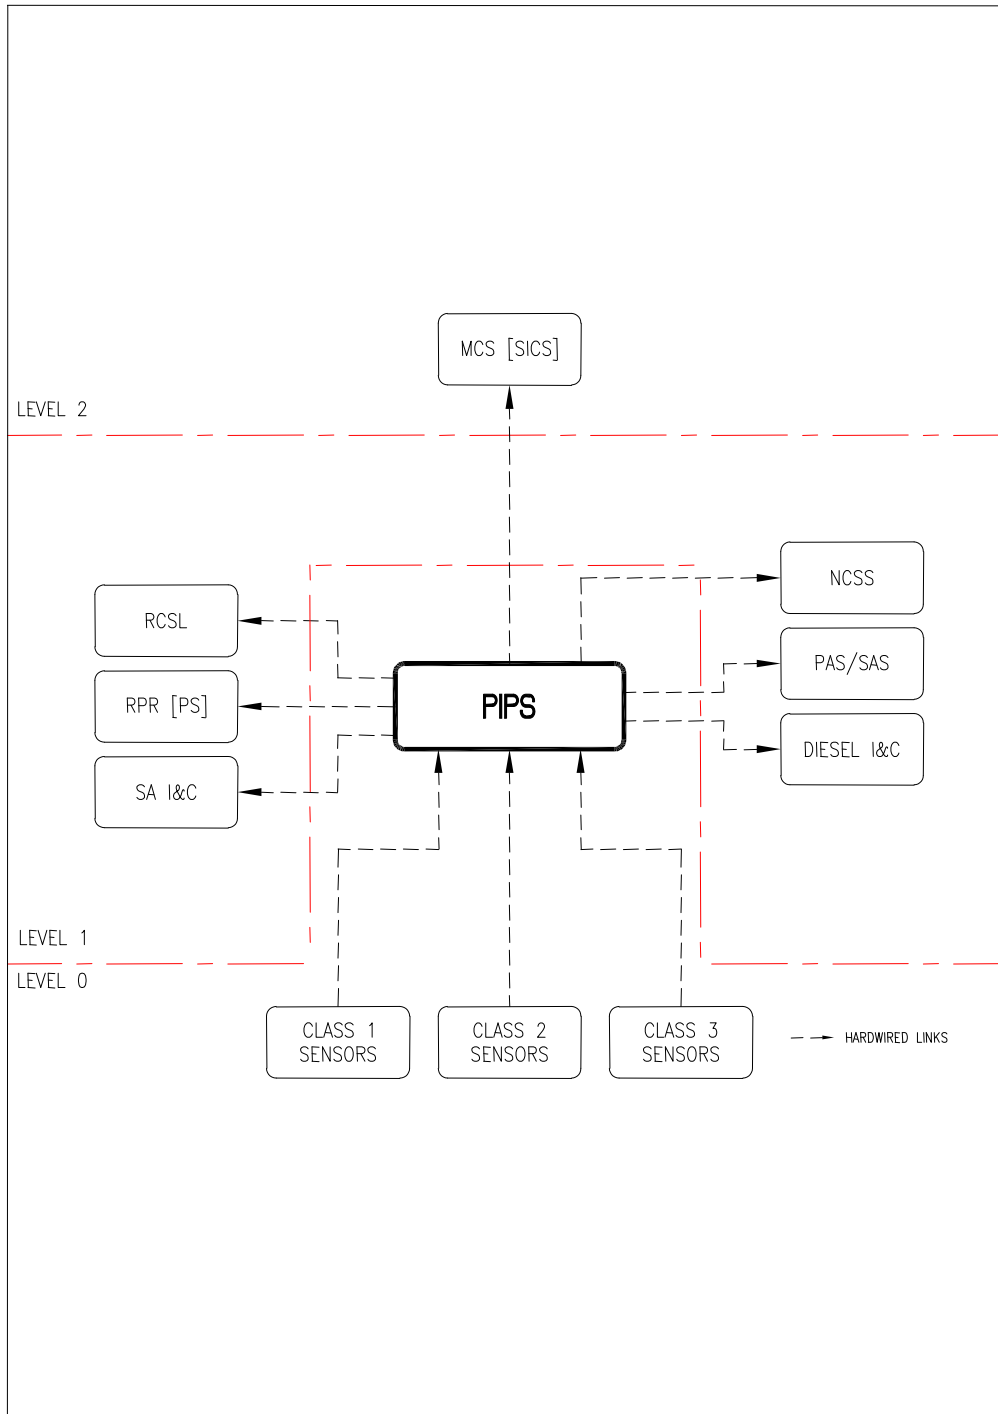 MCS [SICS]
LEVEL 2
NCSS
RCSL
PAS/SAS
RPR [PS]
PIPS
DIESEL I&C
SA I&C
LEVEL 1
LEVEL 0
CLASS 1
SENSORS
CLASS 2
SENSORS
CLASS 3
SENSORS
HARDWIRED LINKS